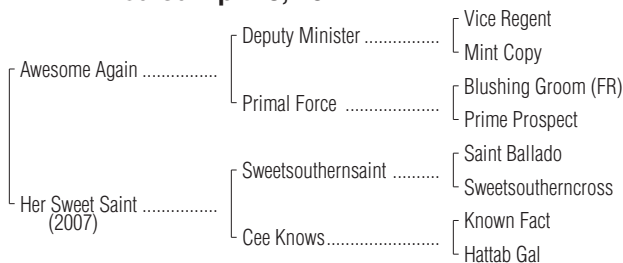 Vice Regent
Deputy Minister ..................
Mint Copy
Awesome Again ................
Blushing Groom (FR)
Primal Force ......................
Prime Prospect
Saint Ballado
Sweetsouthernsaint ...........
Sweetsoutherncross
Her Sweet Saint ................
(2007)
Known Fact
Cee Knows..........................
Hattab Gal